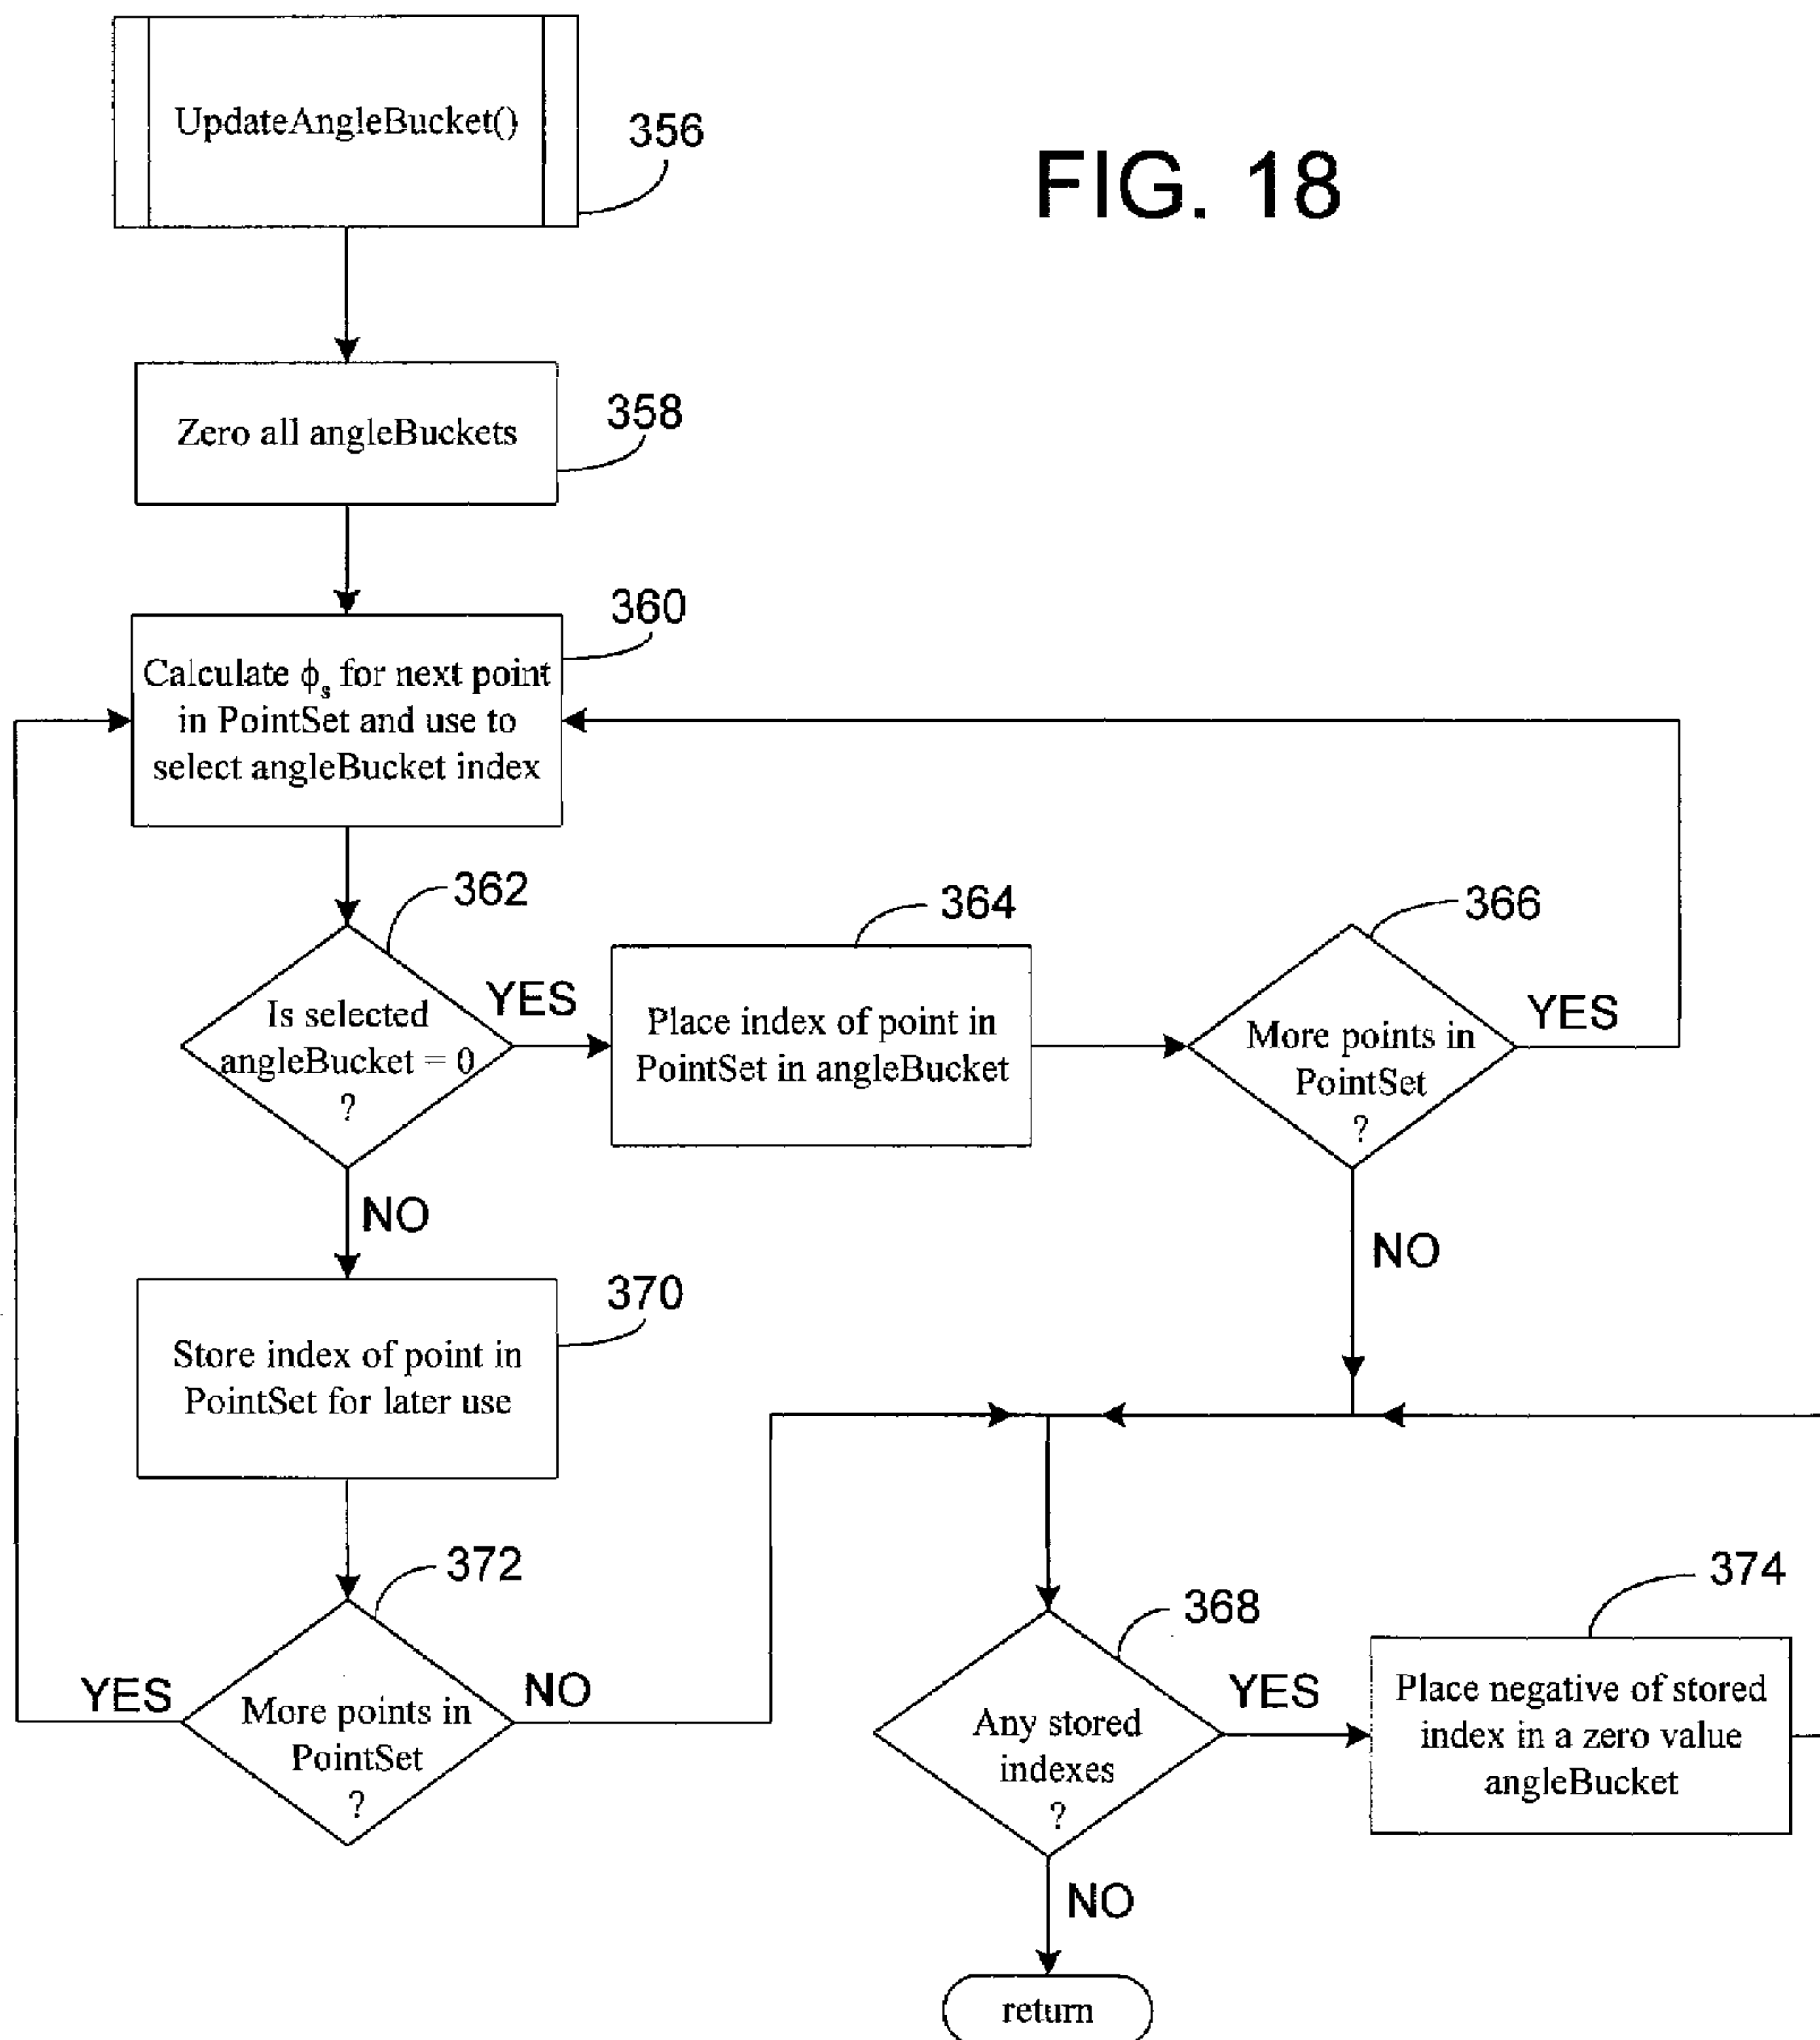 UpdateAngleBucket()
356
FIG. 18
Zero all angleBuckets
358
360
Calculate ϕs for next point
in PointSet and use to
select angleBucket index
362
Is selected
angleBucket = 0
?
YES
364
Place index of point in
PointSet in angleBucket
366
More points in
PointSet
?
YES
NO
NO
370
Store index of point in
PointSet for later use
372
More points in
PointSet
?
YES
NO
368
Any stored
indexes
?
YES
374
Place negative of stored
index in a zero value
angleBucket
NO
return